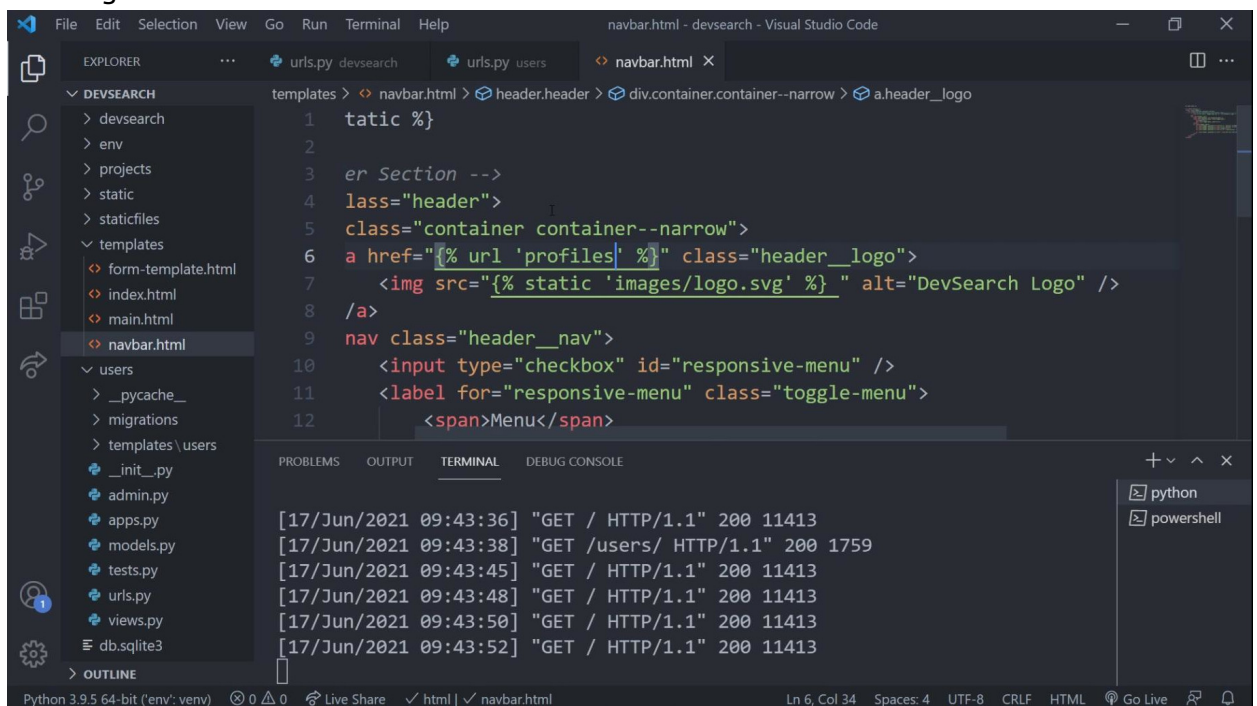 File Edit Selection View Go Run Terminal Help navbar.html - devsearch - Visual Studio Code
EXPLORER ...
urls.py devsearch urls.py users navbar.html
DEVSEARCH
devsearch
env
projects
static
staticfiles
templates
form-template.html
index.html
main.html
navbar.html
users
__pycache__
migrations
templates\users
__init__.py
admin.py
apps.py
models.py
tests.py
urls.py
views.py
db.sqlite3
OUTLINE
templates > navbar.html > header.header > div.container.container--narrow > a.header__logo
1 tatic %}
2
3 er Section -->
4 lass="header">
5 class="container container--narrow">
6 a href="{% url 'profiles' %}" class="header__logo">
7 <img src="{% static 'images/logo.svg' %} " alt="DevSearch Logo" />
8 /a>
9 nav class="header__nav">
10 <input type="checkbox" id="responsive-menu" />
11 <label for="responsive-menu" class="toggle-menu">
12 <span>Menu</span>
PROBLEMS OUTPUT TERMINAL DEBUG CONSOLE
[17/Jun/2021 09:43:36] "GET / HTTP/1.1" 200 11413
[17/Jun/2021 09:43:38] "GET /users/ HTTP/1.1" 200 1759
[17/Jun/2021 09:43:45] "GET / HTTP/1.1" 200 11413
[17/Jun/2021 09:43:48] "GET / HTTP/1.1" 200 11413
[17/Jun/2021 09:43:50] "GET / HTTP/1.1" 200 11413
[17/Jun/2021 09:43:52] "GET / HTTP/1.1" 200 11413
python
powershell
1
Python 3.9.5 64-bit ('env': venv) 0 0 Live Share html | navbar.html Ln 6, Col 34 Spaces: 4 UTF-8 CRLF HTML Go Live